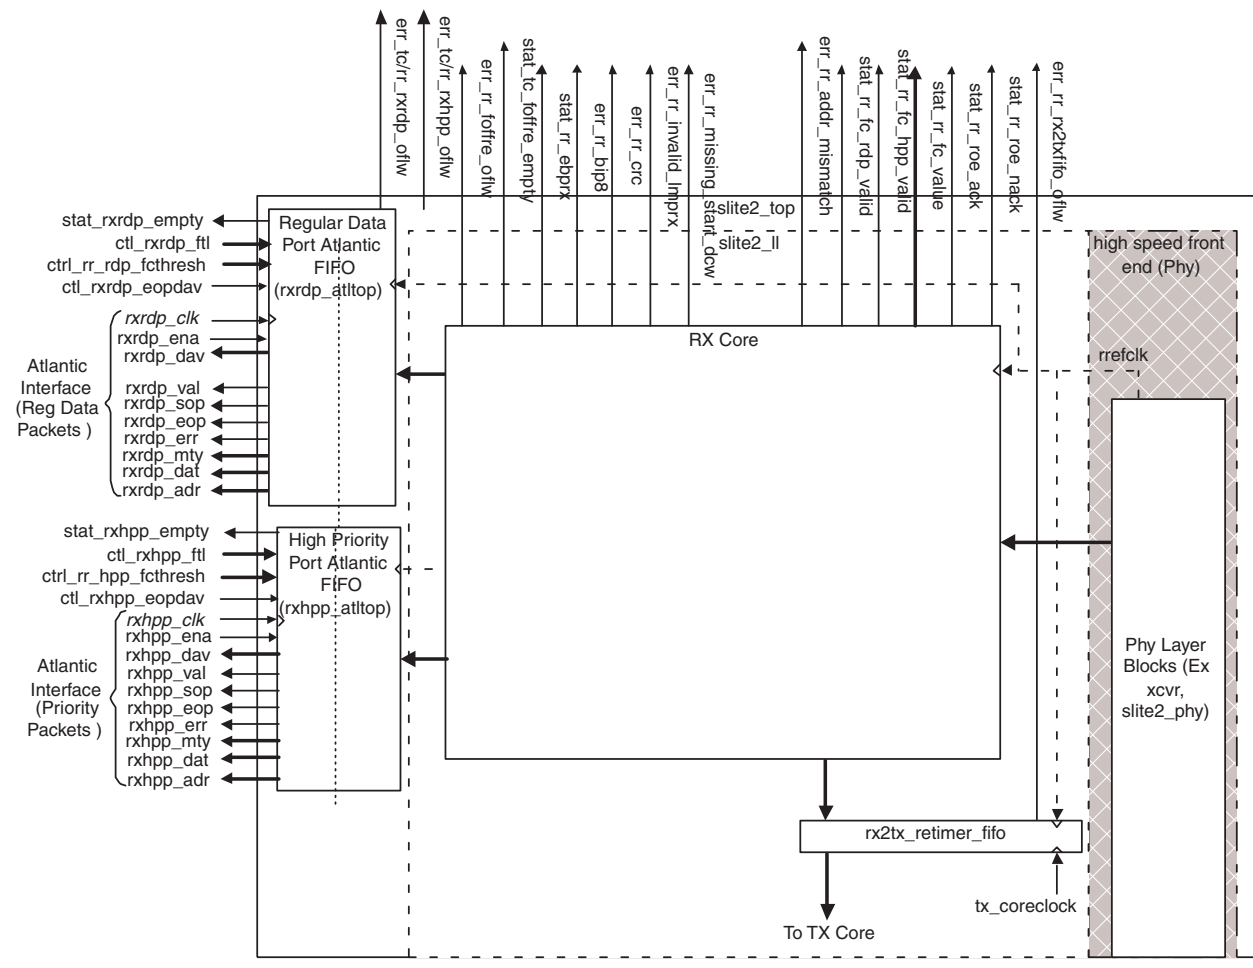 err_tc/rr_rxrdp_oflw
err_tc/rr_rxhpp_oflw
err_rr_foffre_oflw
stat_tc_foffre_empty
stat_rr_ebprx
err_rr_bip8
err_rr_crc
err_rr_invalid_lmprx
err_rr_missing_start_dcw
err_rr_addr_mismatch
stat_rr_fc_rdp_valid
stat_rr_fc_hpp_valid
stat_rr_fc_value
stat_rr_roe_ack
stat_rr_roe_nack
err_rr_rx2txfifo_oflw
slite2_top
slite2_ll
stat_rxrdp_empty
ctl_rxrdp_ftl
ctrl_rr_rdp_fcthresh
ctl_rxrdp_eopdav
rxrdp_clk
rxrdp_ena
rxrdp_dav
rxrdp_val
rxrdp_sop
rxrdp_eop
rxrdp_err
rxrdp_mty
rxrdp_dat
rxrdp_adr
Atlantic
Interface
(Reg Data
Packets )
Regular Data
Port Atlantic
FIFO
(rxrdp_atltop)
stat_rxhpp_empty
ctl_rxhpp_ftl
ctrl_rr_hpp_fcthresh
ctl_rxhpp_eopdav
rxhpp_clk
rxhpp_ena
rxhpp_dav
rxhpp_val
rxhpp_sop
rxhpp_eop
rxhpp_err
rxhpp_mty
rxhpp_dat
rxhpp_adr
Atlantic
Interface
(Priority
Packets )
High Priority
Port Atlantic
FIFO
(rxhpp_atltop)
RX Core
high speed front
end (Phy)
rrefclk
Phy Layer
Blocks (Ex
xcvr,
slite2_phy)
rx2tx_retimer_fifo
tx_coreclock
To TX Core